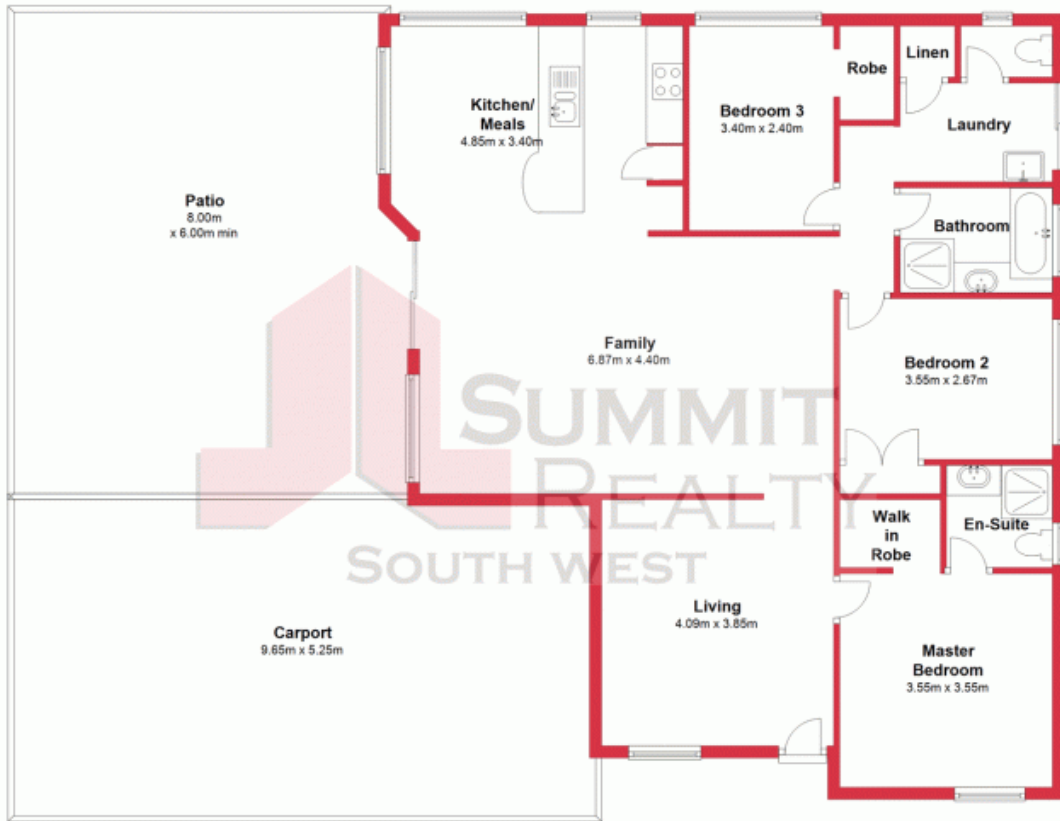 Kitchen/
Meals
4.85m x 3.40m
Bedroom 3
3.40m x 2.40m
Robe
Linen
Laundry
Patio
8.00m
x 6.00m min
Bathroom
Family
6.87m x 4.40m
Bedroom 2
3.55m x 2.67m
SUMMIT
REALTY
SOUTH WEST
Walk
in
Robe
En-Suite
Living
4.09m x 3.85m
Carport
9.65m x 5.25m
Master
Bedroom
3.55m x 3.55m